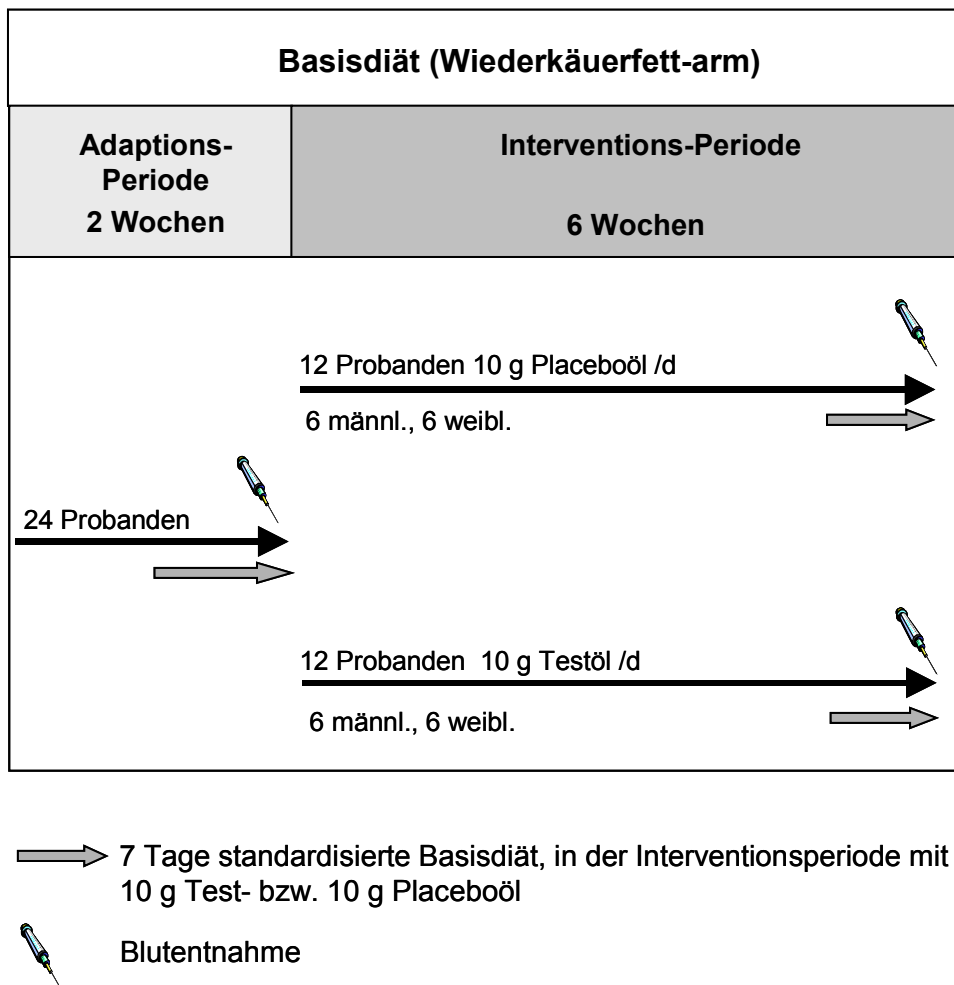 Basisdiät (Wiederkäuerfett-arm)
Adaptions-
Periode
2 Wochen
Interventions-Periode
6 Wochen
12 Probanden 10 g Placeboöl /d
6 männl., 6 weibl.
24 Probanden
12 Probanden 10 g Testöl /d
6 männl., 6 weibl.
7 Tage standardisierte Basisdiät, in der Interventionsperiode mit
10 g Test- bzw. 10 g Placeboöl
Blutentnahme